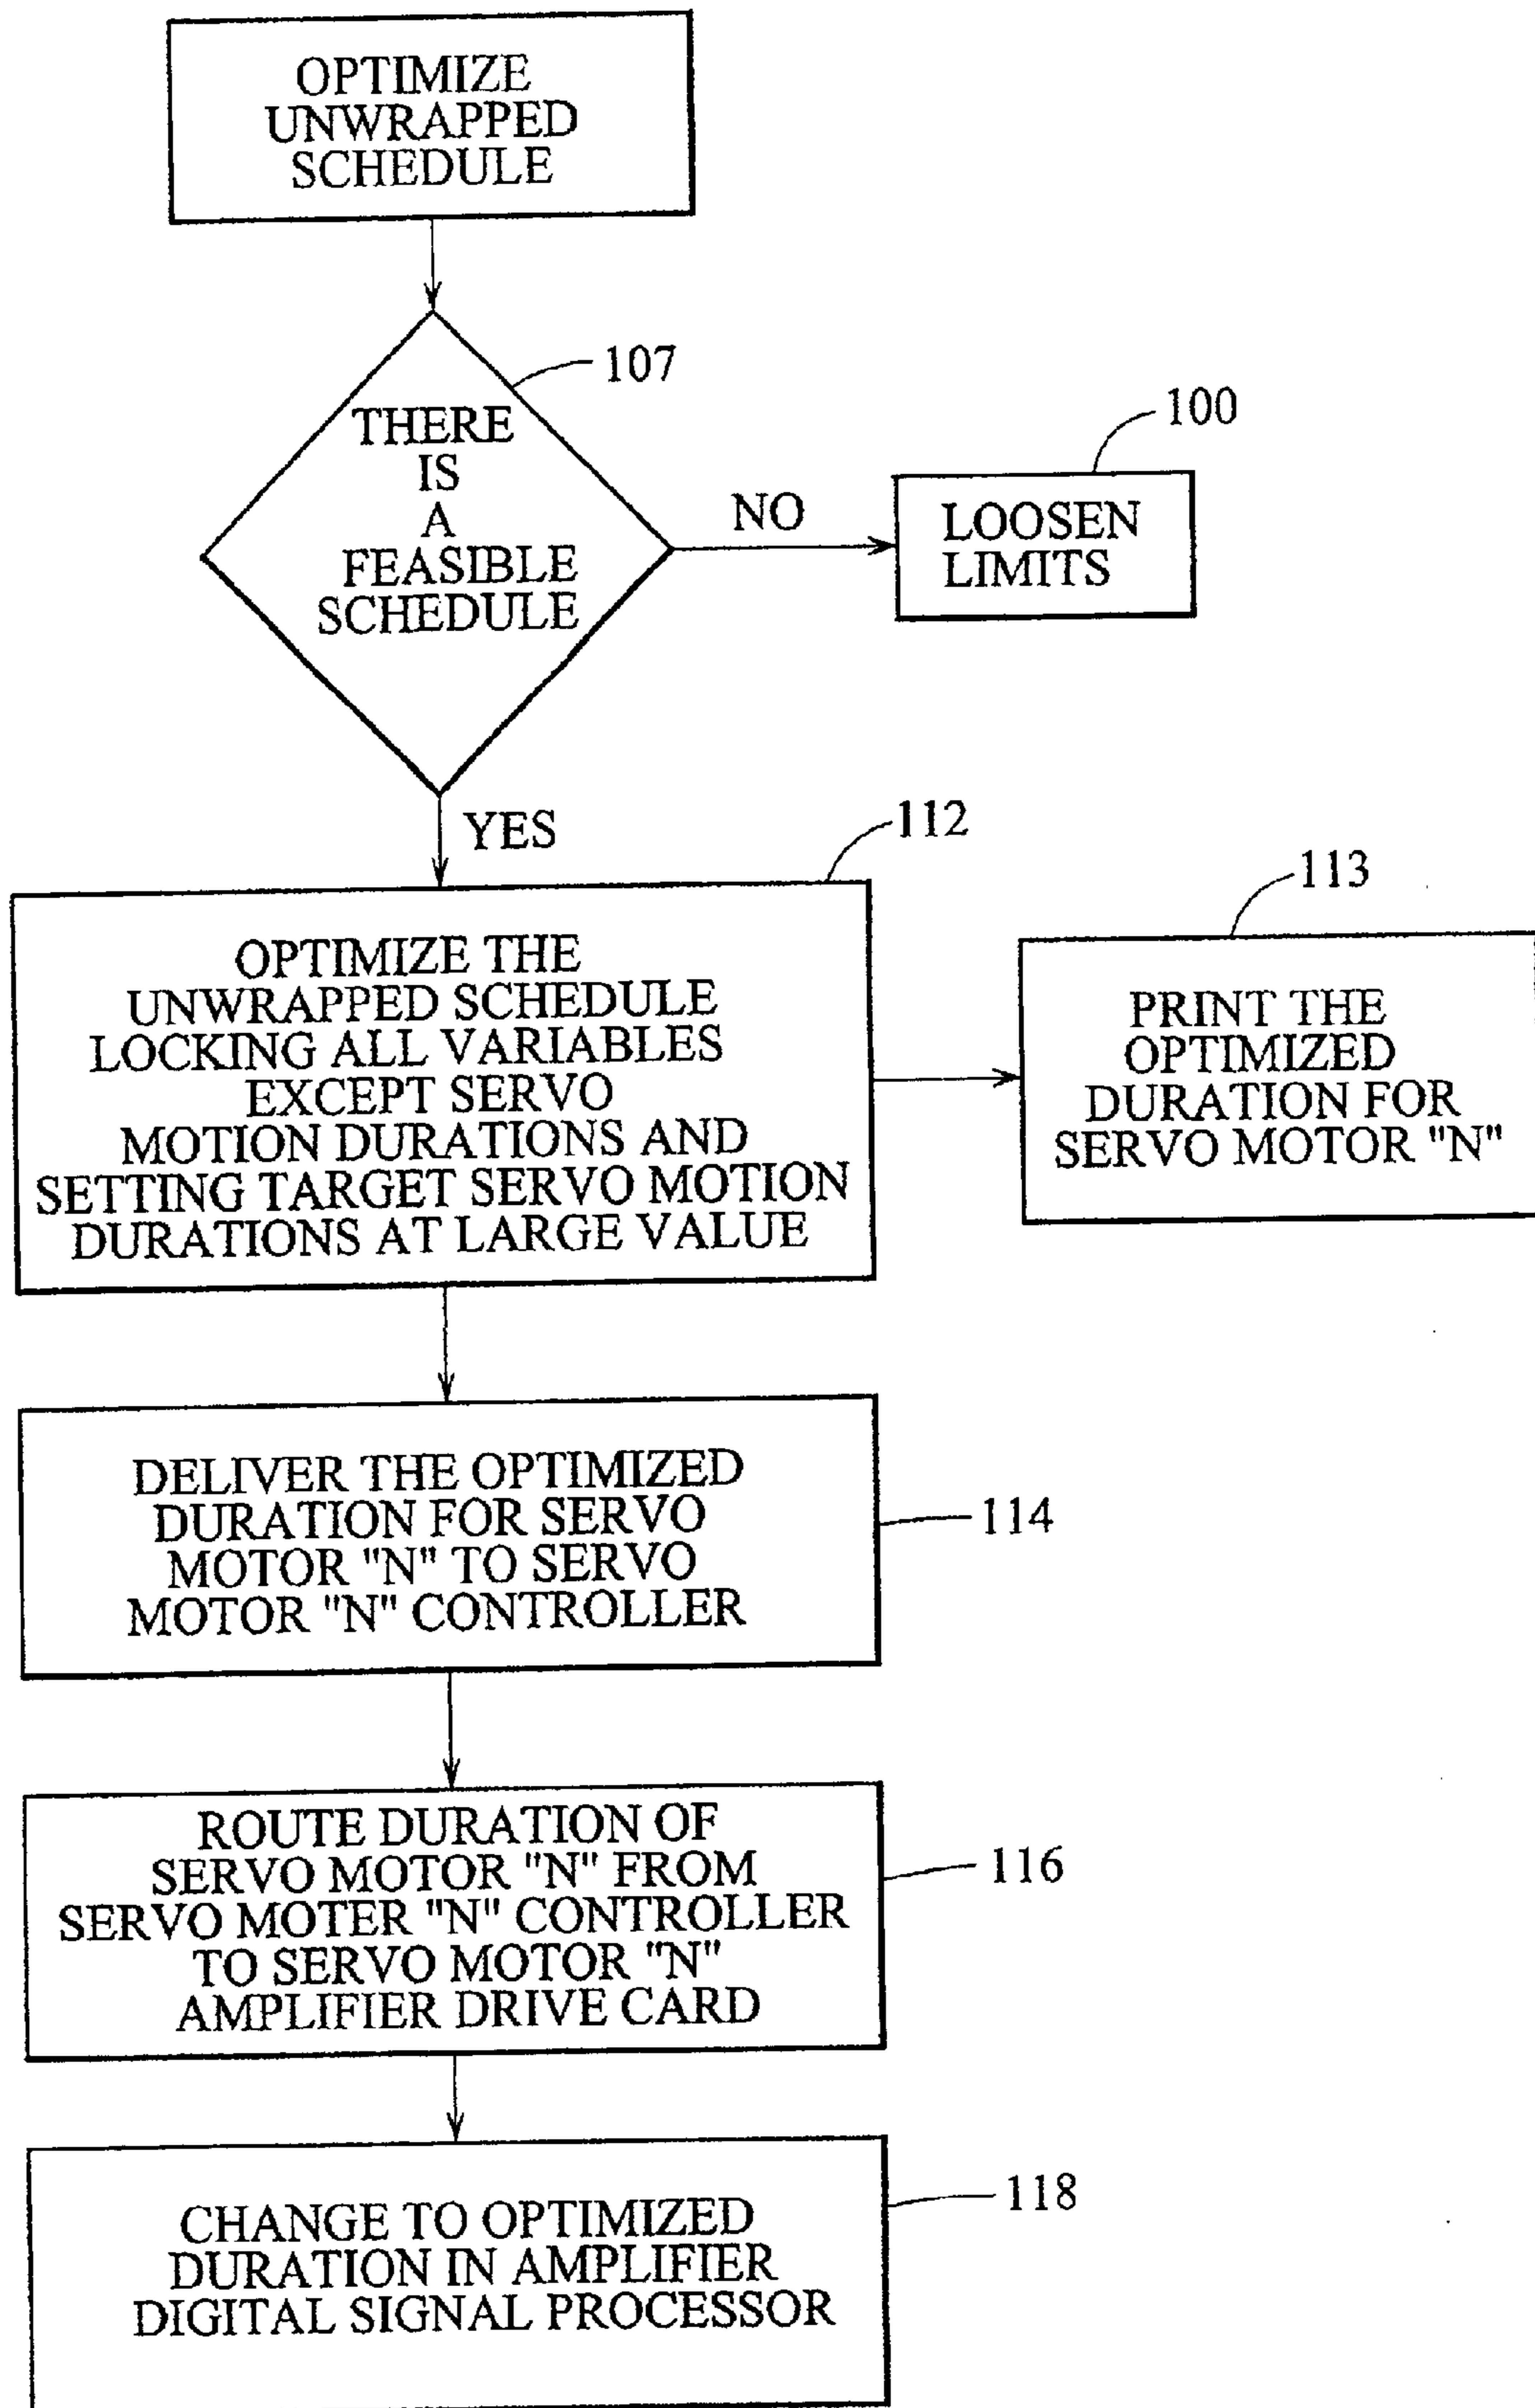 OPTIMIZE
UNWRAPPED
SCHEDULE
107
THERE
IS
A
FEASIBLE
SCHEDULE
NO
100
LOOSEN
LIMITS
YES
112
OPTIMIZE THE
UNWRAPPED SCHEDULE
LOCKING ALL VARIABLES
EXCEPT SERVO
MOTION DURATIONS AND
SETTING TARGET SERVO MOTION
DURATIONS AT LARGE VALUE
113
PRINT THE
OPTIMIZED
DURATION FOR
SERVO MOTOR "N"
DELIVER THE OPTIMIZED
DURATION FOR SERVO
MOTOR "N" TO SERVO
MOTOR "N" CONTROLLER
114
ROUTE DURATION OF
SERVO MOTOR "N" FROM
SERVO MOTER "N" CONTROLLER
TO SERVO MOTOR "N"
AMPLIFIER DRIVE CARD
116
CHANGE TO OPTIMIZED
DURATION IN AMPLIFIER
DIGITAL SIGNAL PROCESSOR
118